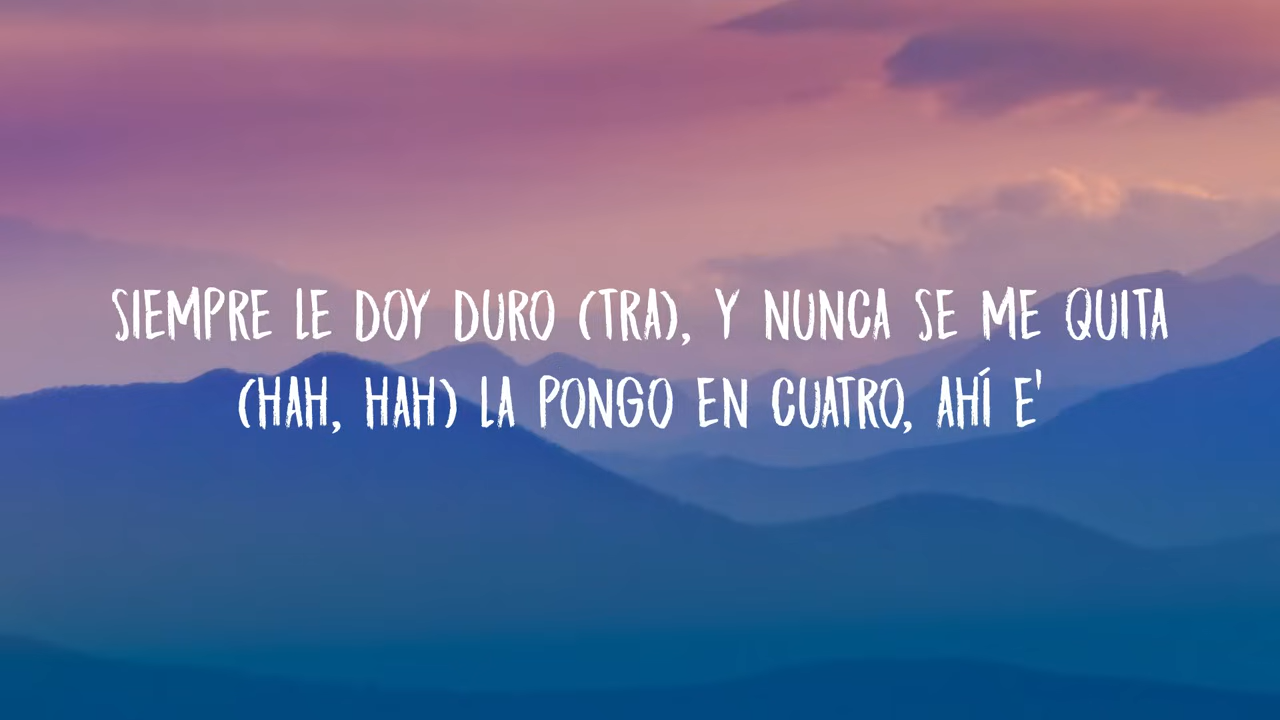 SIEMPRE LE DOY DURO (TRA), Y NUNCA SE ME QUITA
(HAH, HAH) LA PONGO EN CUATRO, AHÍ E'